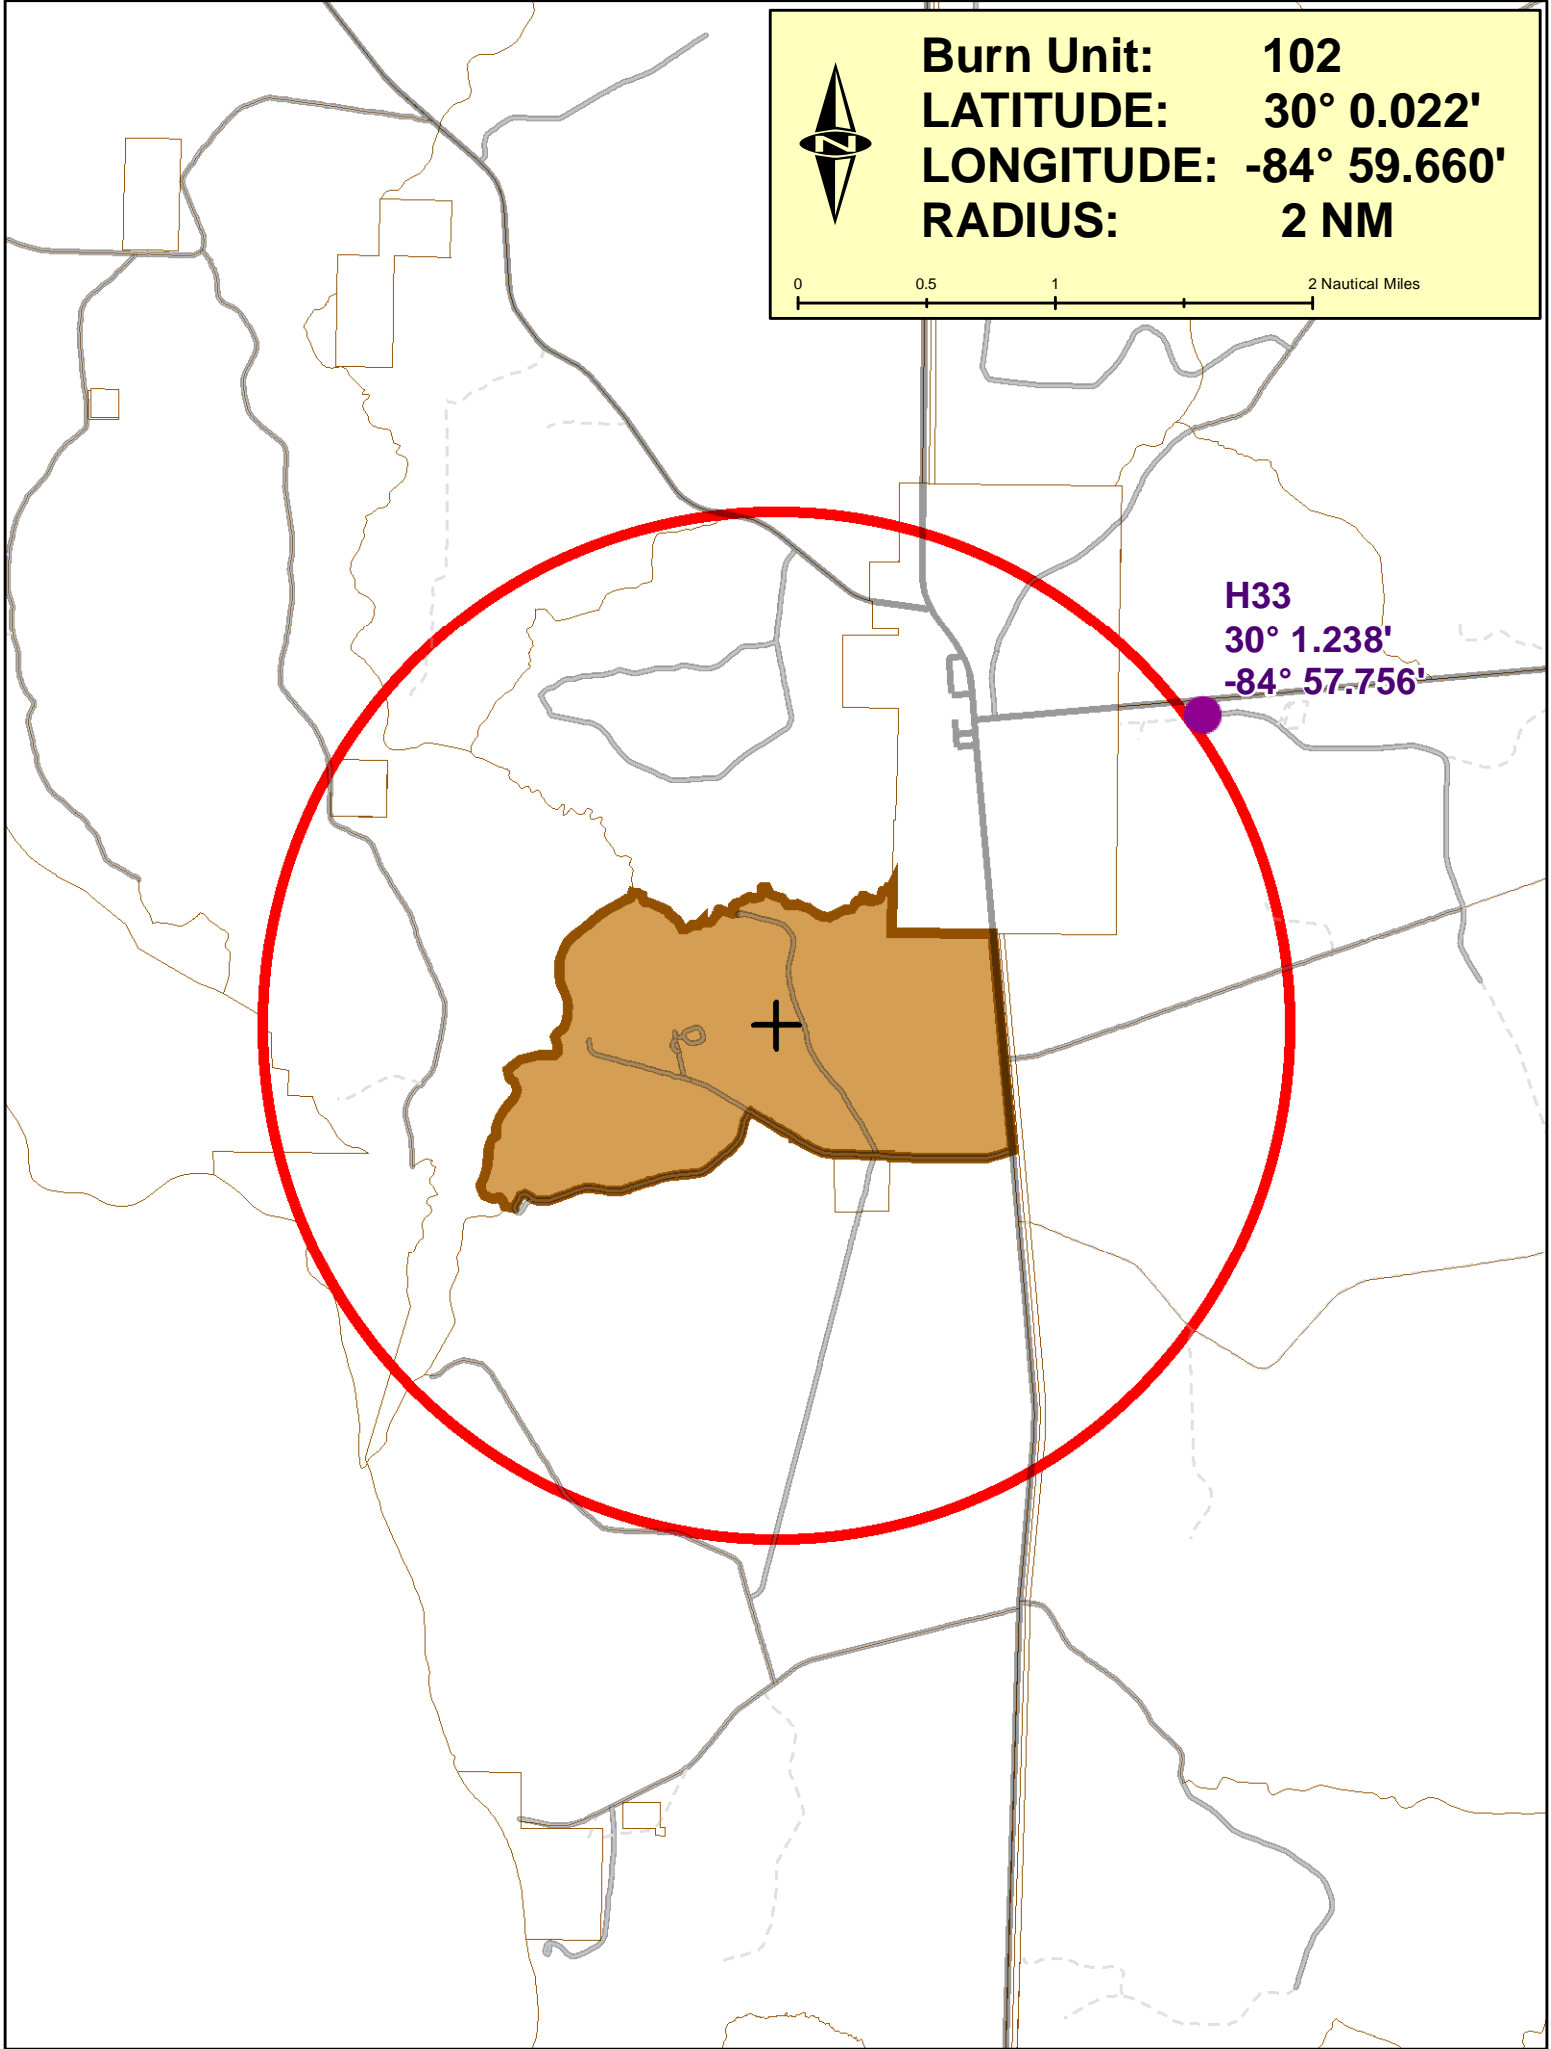 Burn Unit: 102
LATITUDE: 30° 0.022'
LONGITUDE: -84° 59.660'
RADIUS: 2 NM
N
0 0.5 1 2 Nautical Miles
H33
30° 1.238'
-84° 57.756'